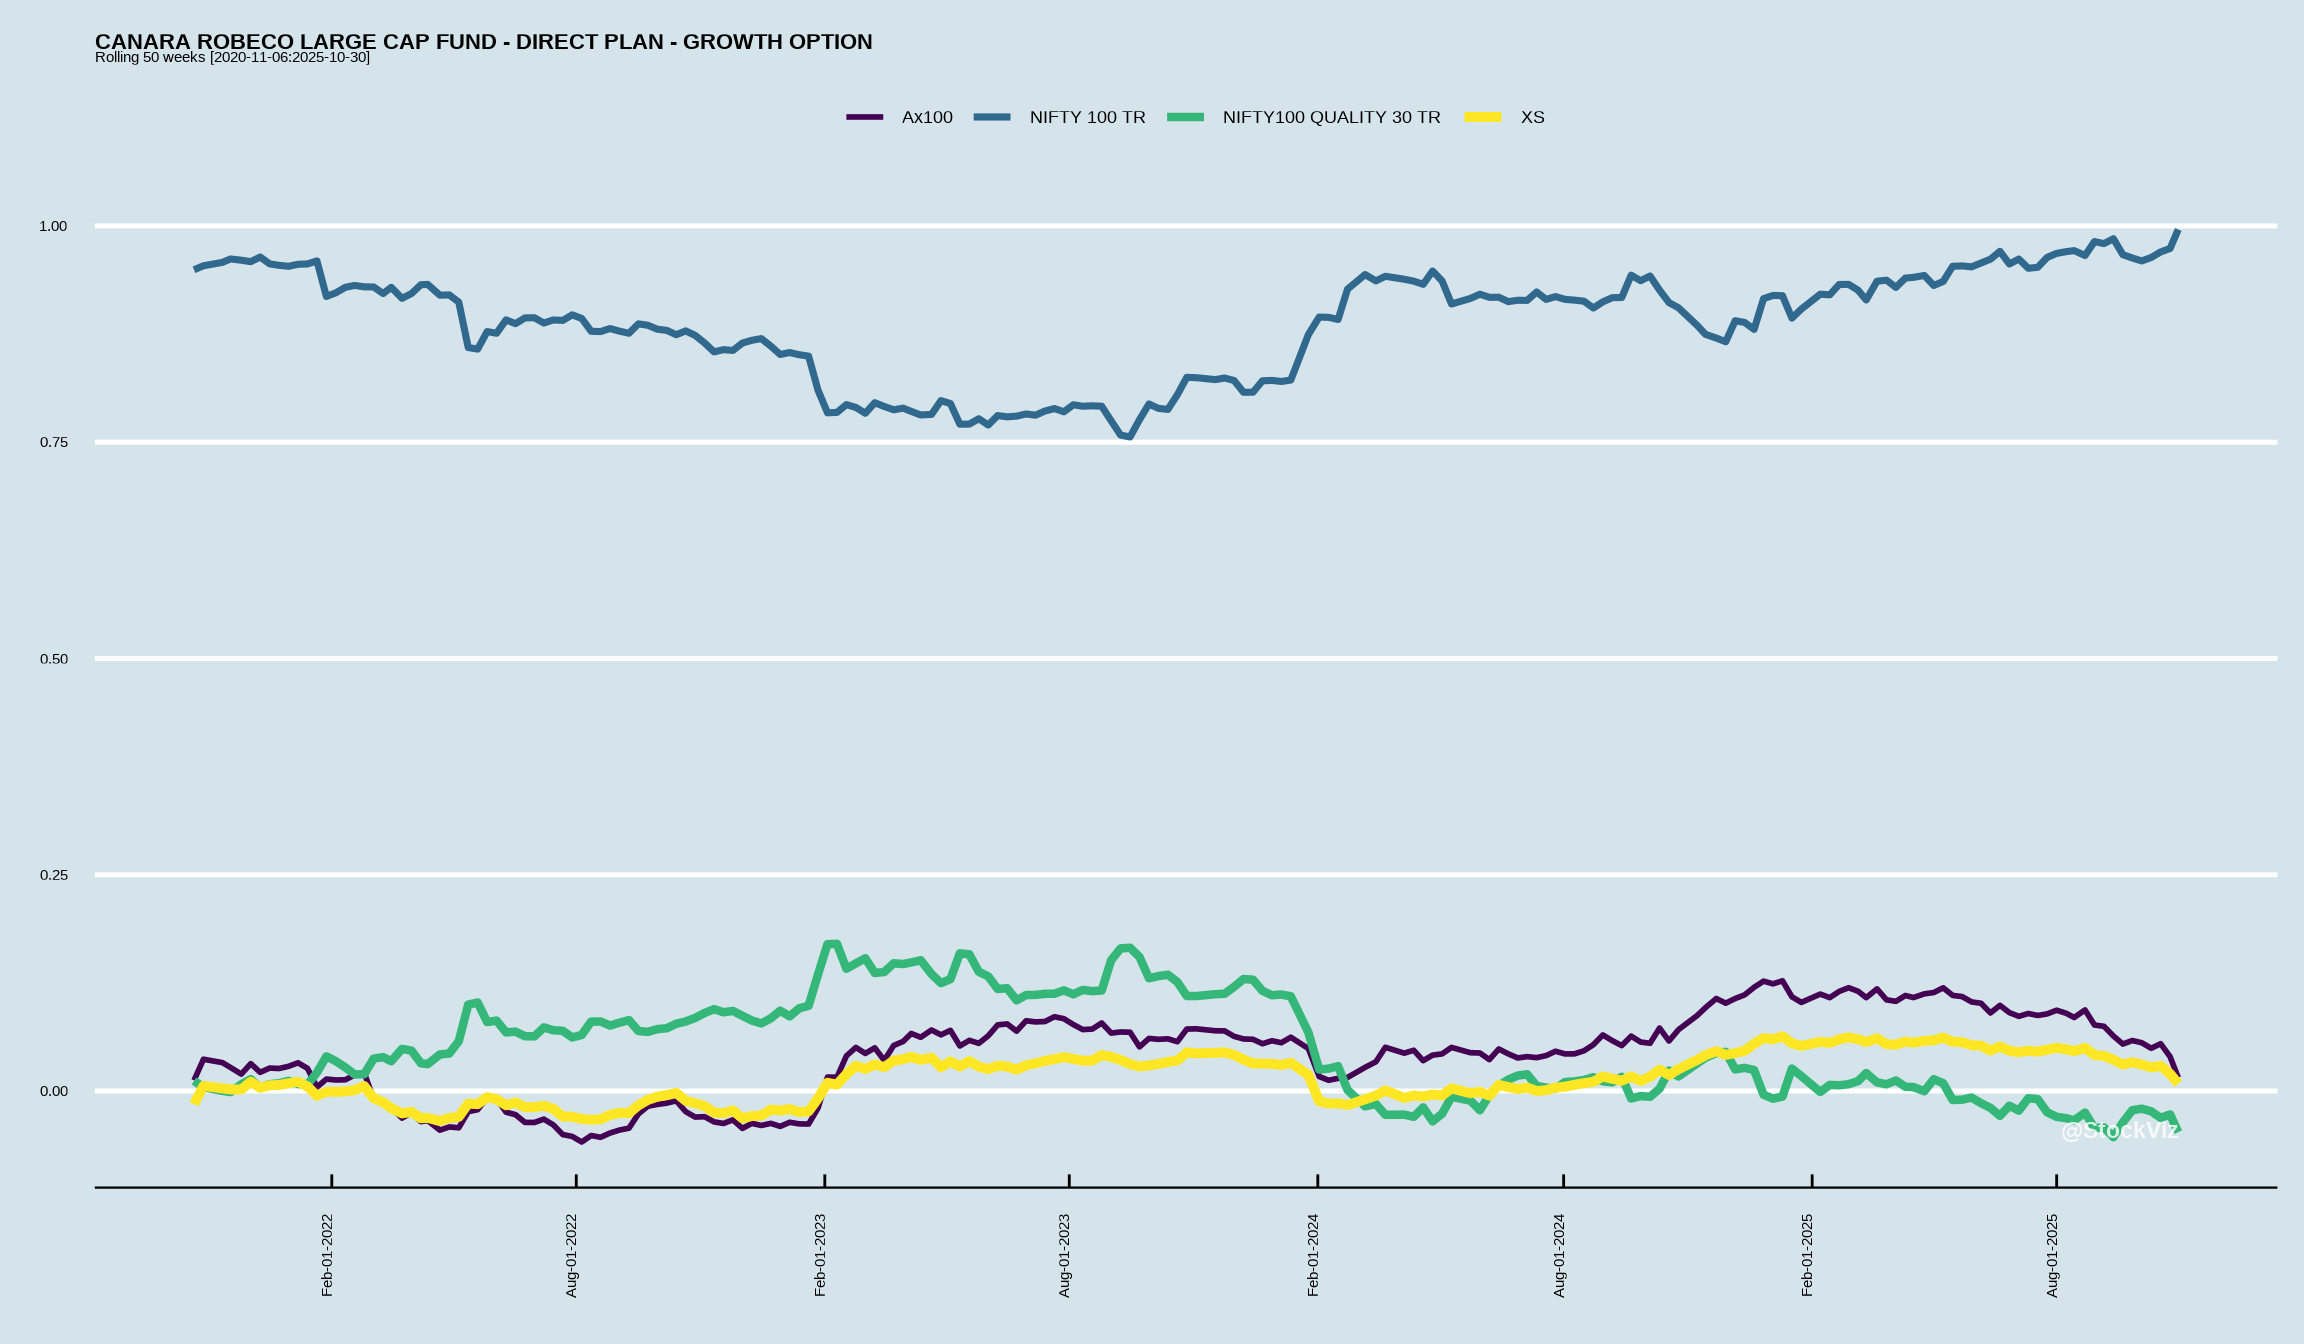 CANARA ROBECO LARGE CAP FUND - DIRECT PLAN - GROWTH OPTION
Rolling 50 weeks [2020-11-06:2025-10-30]
Ax100 NIFTY 100 TR NIFTY100 QUALITY 30 TR XS
1.00
0.75
0.50
0.25
0.00
@StockViz
Feb-01-2022 Aug-01-2022 Feb-01-2023 Aug-01-2023 Feb-01-2024 Aug-01-2024 Feb-01-2025 Aug-01-2025